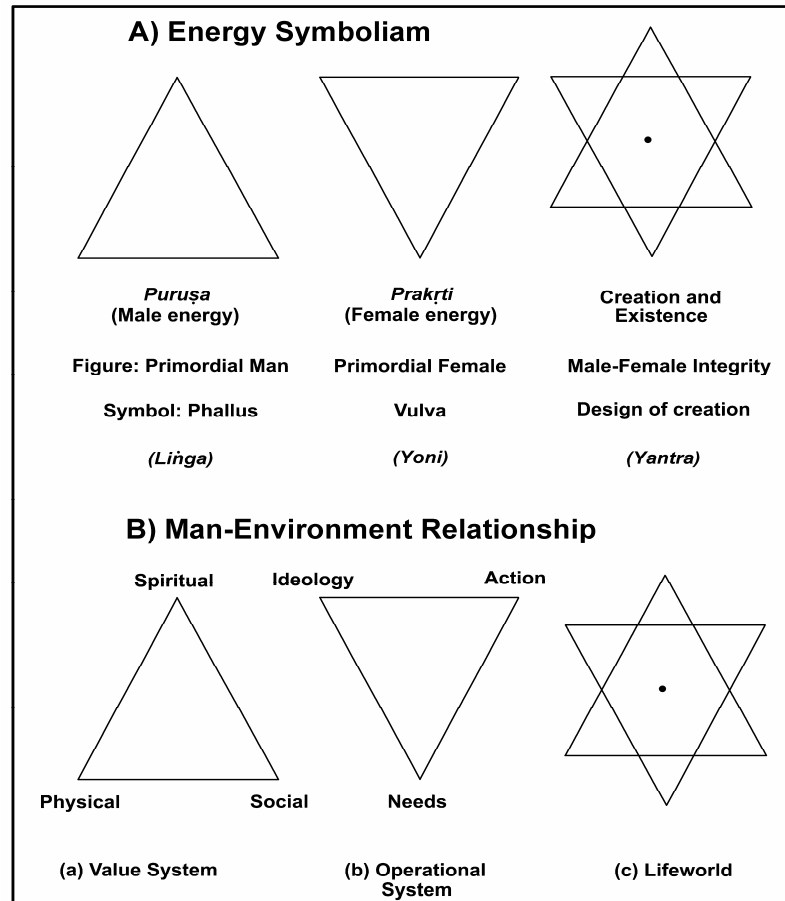 A) Energy Symboliam
Puruṣa
(Male energy)
Prakṛti
(Female energy)
Creation and
Existence
Figure: Primordial Man
Primordial Female
Male-Female Integrity
Symbol: Phallus
Vulva
Design of creation
(Liṅga)
(Yoni)
(Yantra)
B) Man-Environment Relationship
Spiritual
Ideology
Action
Physical
Social
Needs
(a) Value System
(b) Operational
System
(c) Lifeworld